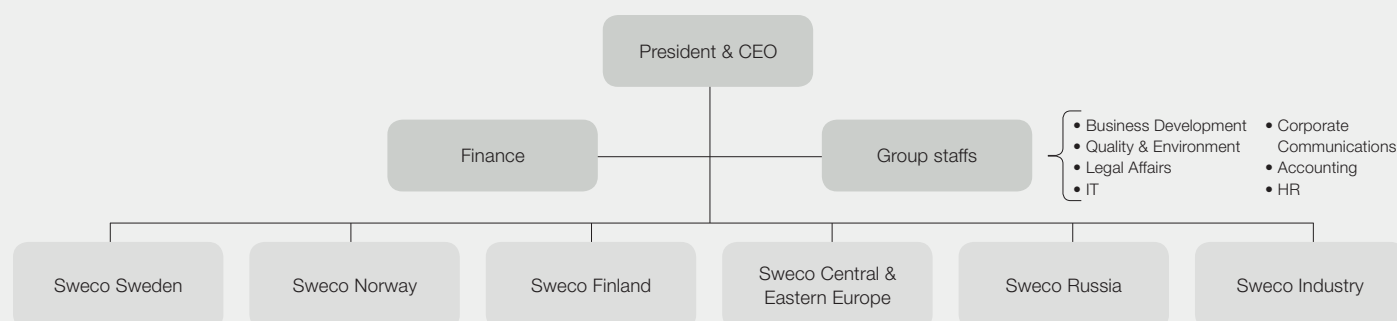 President & CEO
Finance
Group staffs
• Business Development
• Quality & Environment
• Legal Affairs
• IT
• Corporate
Communications
• Accounting
• HR
Sweco Sweden
Sweco Norway
Sweco Finland
Sweco Central &
Eastern Europe
Sweco Russia
Sweco Industry